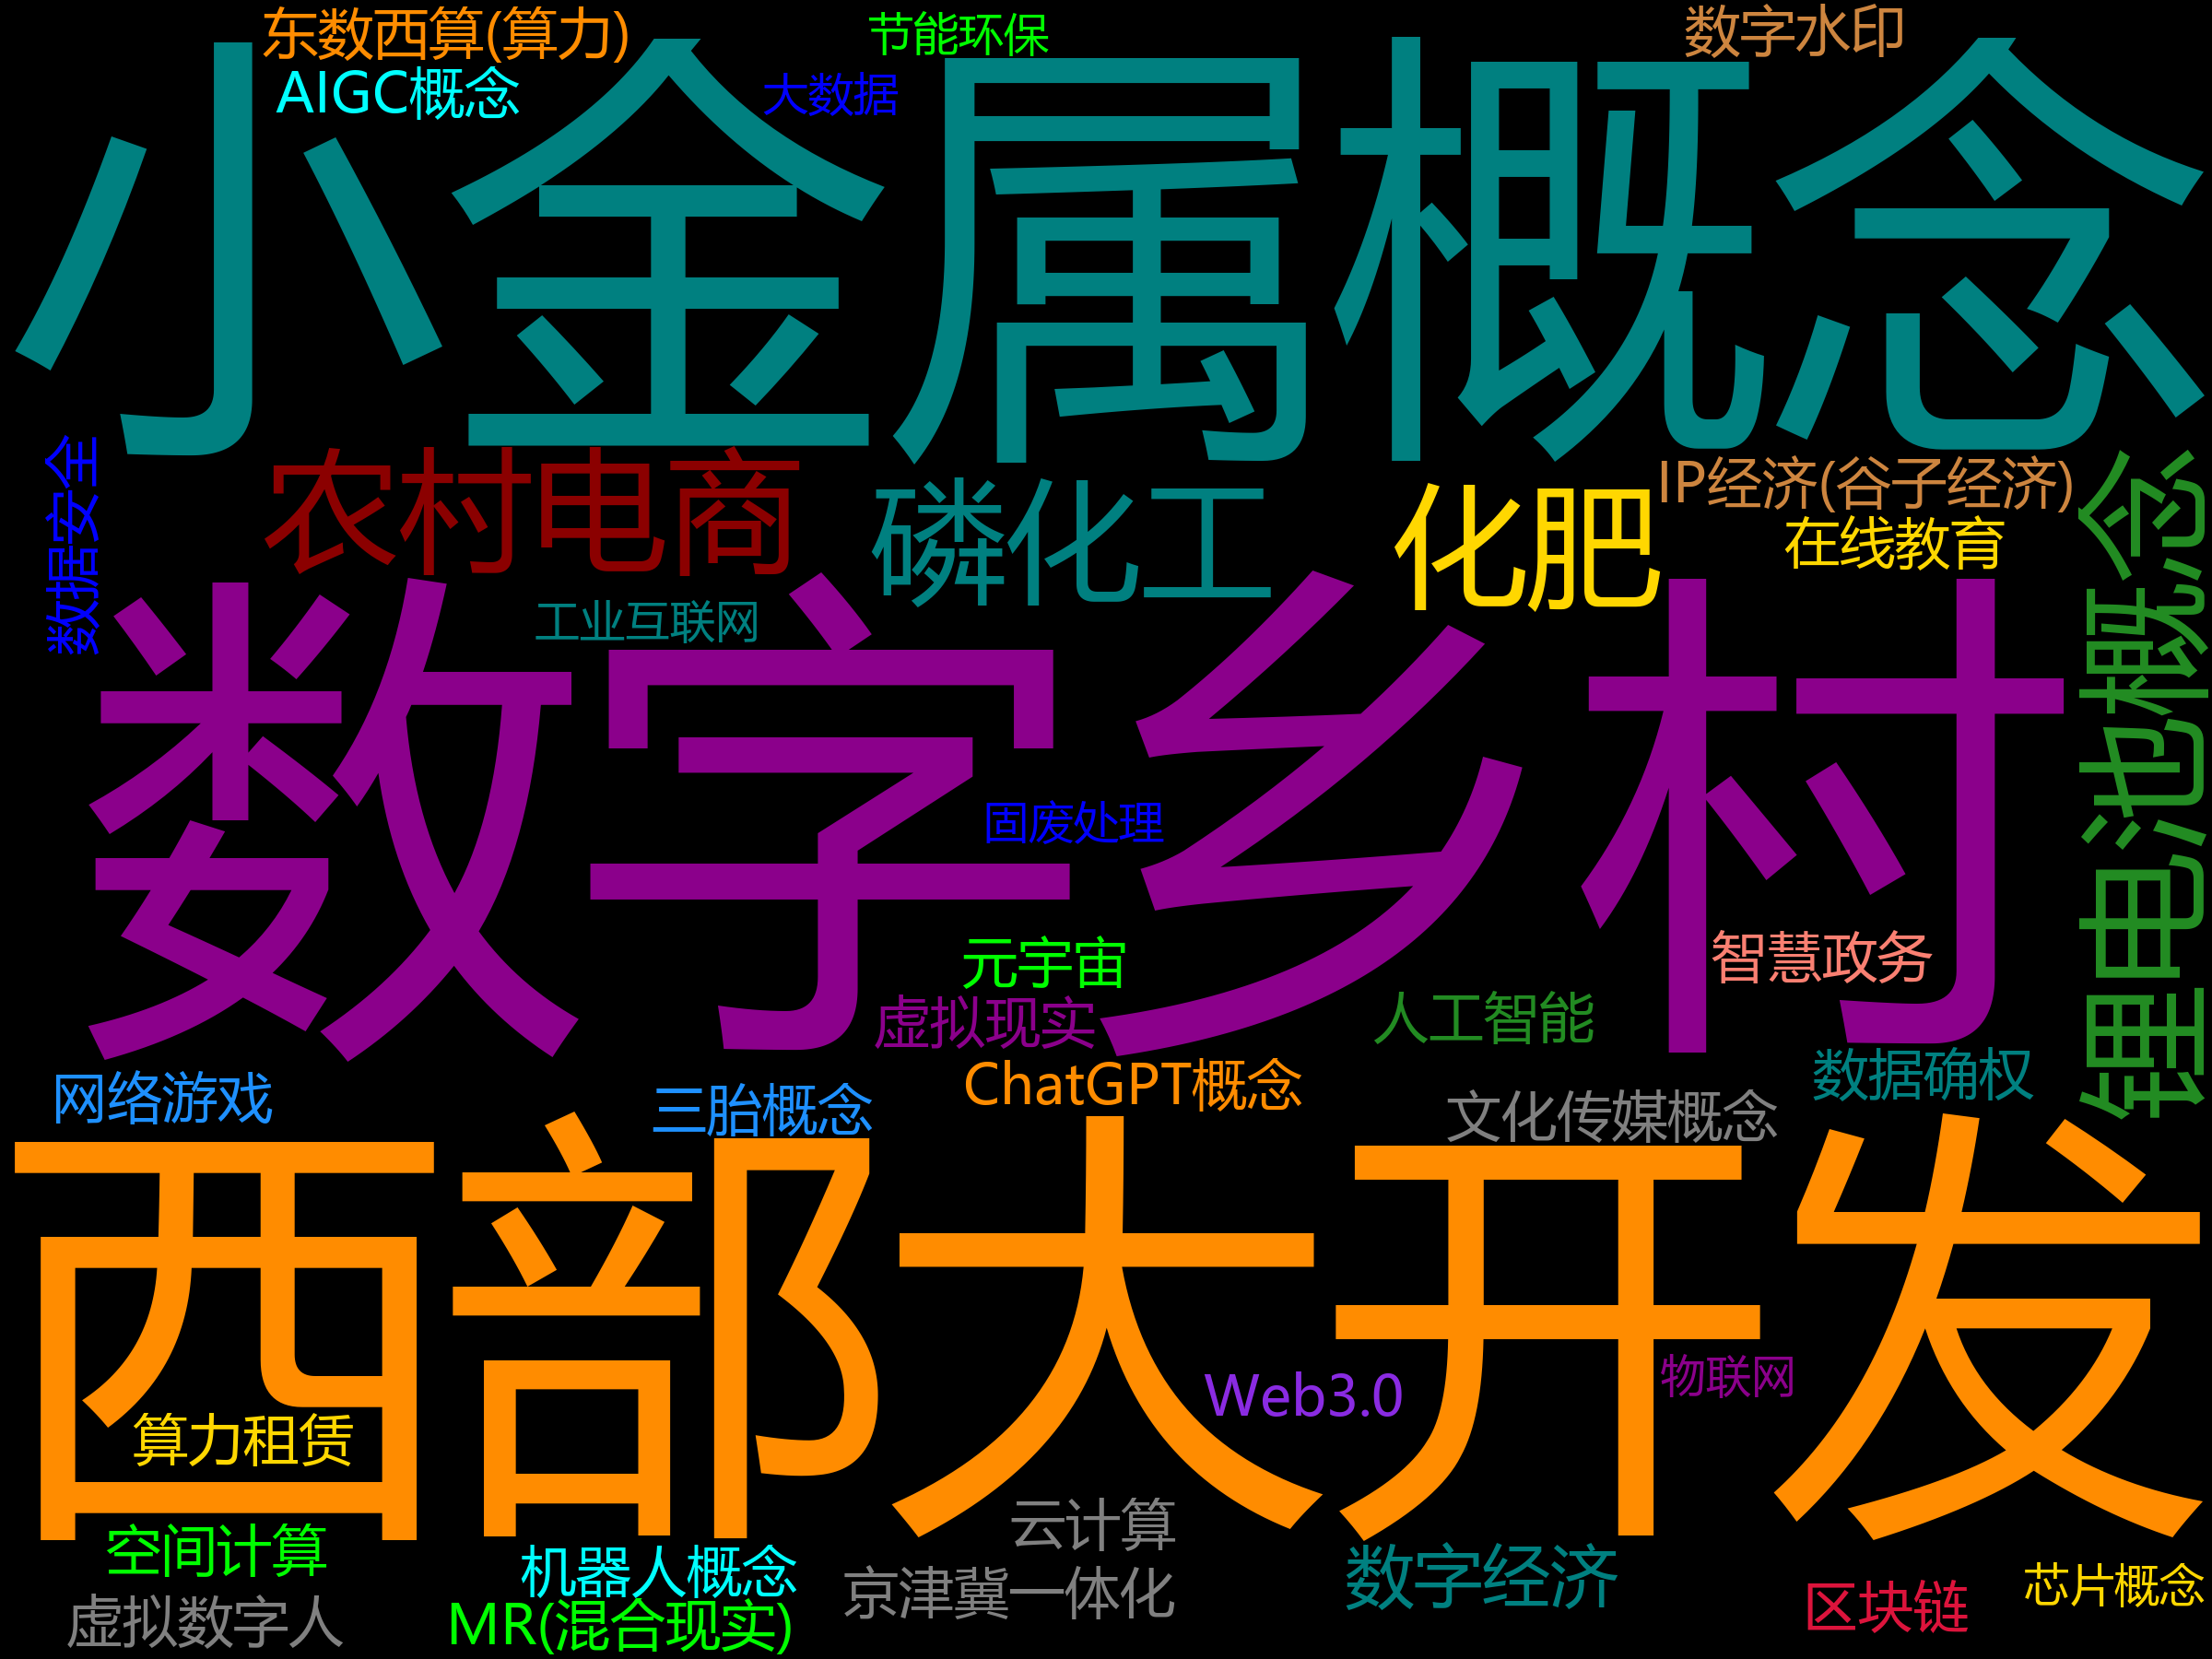 东数西算(算力)
节能环保
数字水印
AIGC概念
大数据
小金属概念
数据安全
农村电商
磷化工
化肥
IP经济(谷子经济)
在线教育
工业互联网
锂电池概念
数字乡村
固废处理
元宇宙
智慧政务
虚拟现实
人工智能
网络游戏
三胎概念
ChatGPT概念
文化传媒概念
数据确权
西部大开发
Web3.0
物联网
算力租赁
云计算
空间计算
机器人概念
京津翼一体化
数字经济
芯片概念
虚拟数字人
MR(混合现实)
区块链